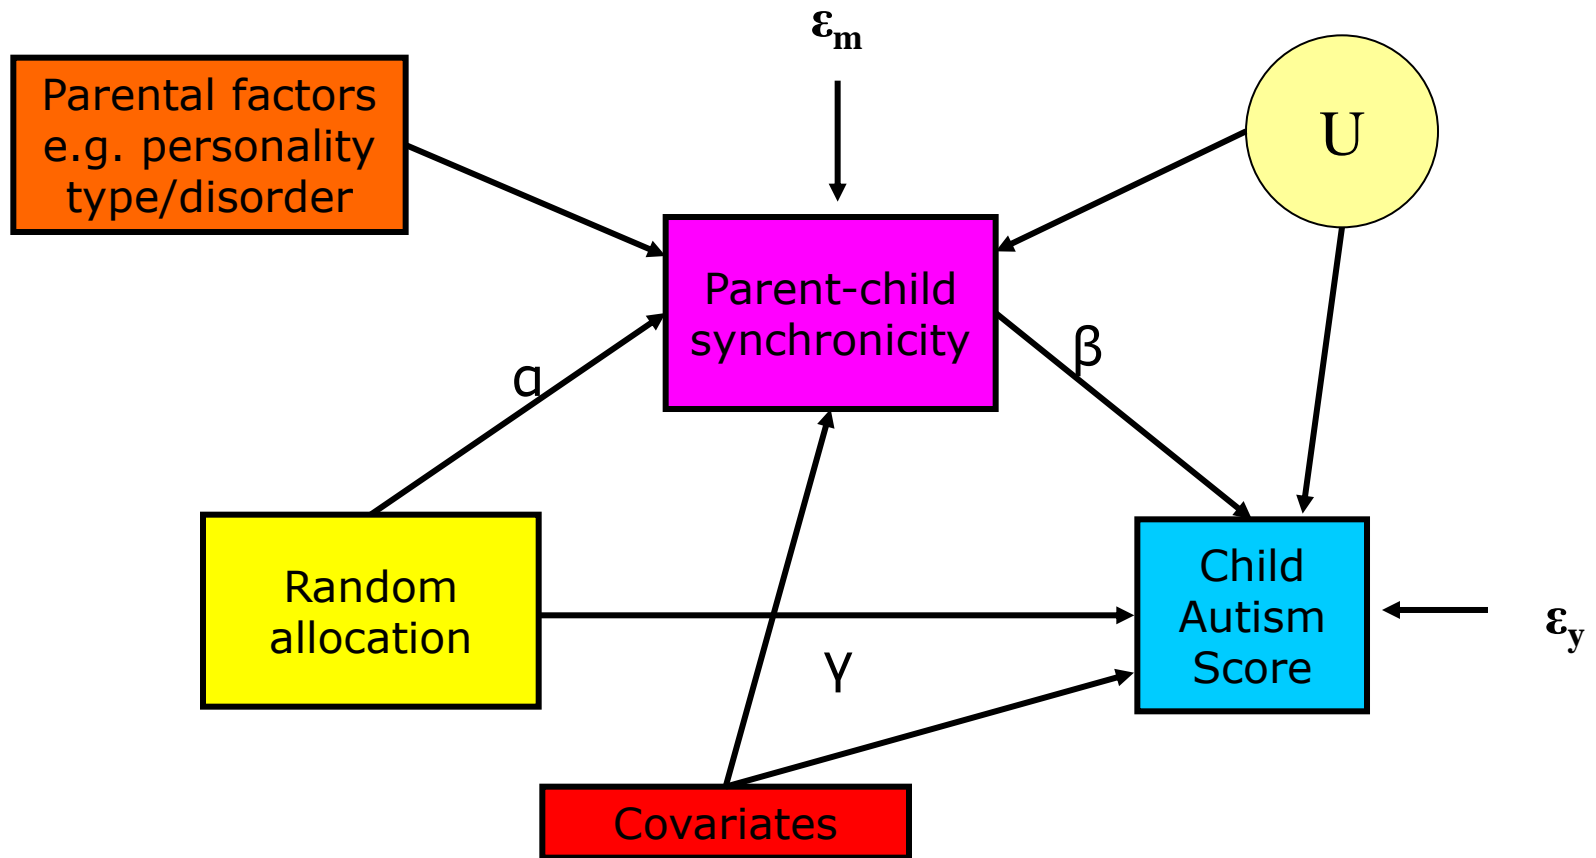 εm
Parental factors
e.g. personality
type/disorder
U
Parent-child
synchronicity
β
α
Random
allocation
Child
Autism
Score
εy
γ
Covariates